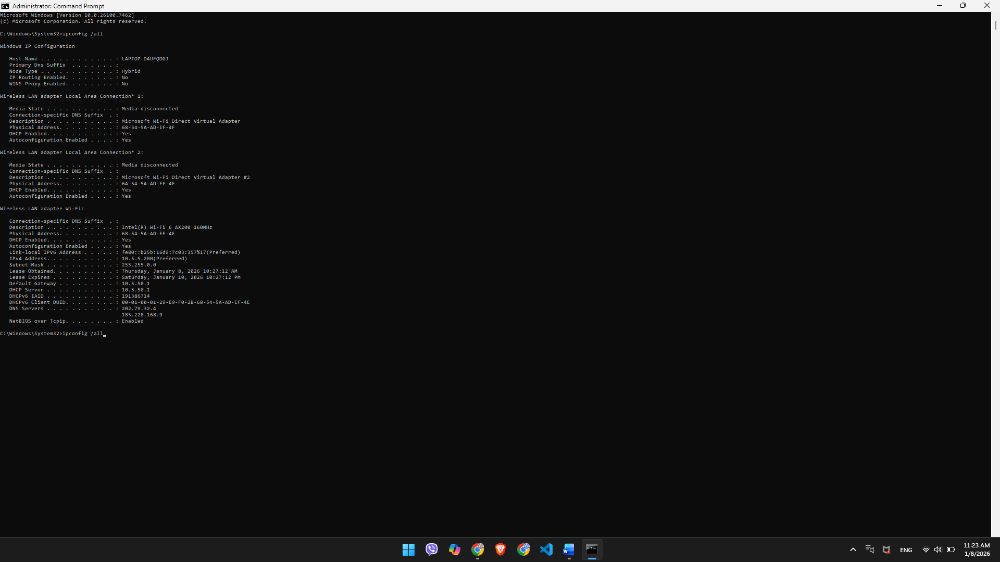 Administrator: Command Prompt
Microsoft Windows [Version 10.0.26100.7462]
(c) Microsoft Corporation. All rights reserved.
C:\Windows\System32>ipconfig /all
Windows IP Configuration
Host Name . . . . . . . . . . . . : LAPTOP-D4UFQDGJ
Primary Dns Suffix  . . . . . . . :
Node Type . . . . . . . . . . . . : Hybrid
IP Routing Enabled. . . . . . . . : No
WINS Proxy Enabled. . . . . . . . : No
Wireless LAN adapter Local Area Connection* 1:
Media State . . . . . . . . . . . : Media disconnected
Connection-specific DNS Suffix  . :
Description . . . . . . . . . . . : Microsoft Wi-Fi Direct Virtual Adapter
Physical Address. . . . . . . . . : 68-54-5A-AD-EF-4F
DHCP Enabled. . . . . . . . . . . : Yes
Autoconfiguration Enabled . . . . : Yes
Wireless LAN adapter Local Area Connection* 2:
Media State . . . . . . . . . . . : Media disconnected
Connection-specific DNS Suffix  . :
Description . . . . . . . . . . . : Microsoft Wi-Fi Direct Virtual Adapter #2
Physical Address. . . . . . . . . : 6A-54-5A-AD-EF-4E
DHCP Enabled. . . . . . . . . . . : Yes
Autoconfiguration Enabled . . . . : Yes
Wireless LAN adapter Wi-Fi:
Connection-specific DNS Suffix  . :
Description . . . . . . . . . . . : Intel(R) Wi-Fi 6 AX200 160MHz
Physical Address. . . . . . . . . : 68-54-5A-AD-EF-4E
DHCP Enabled. . . . . . . . . . . : Yes
Autoconfiguration Enabled . . . . : Yes
Link-local IPv6 Address . . . . . : fe80::b25b:16d9:7c03:357%17(Preferred)
IPv4 Address. . . . . . . . . . . : 10.5.5.200(Preferred)
Subnet Mask . . . . . . . . . . . : 255.255.0.0
Lease Obtained. . . . . . . . . . : Thursday, January 8, 2026 10:27:12 AM
Lease Expires . . . . . . . . . . : Saturday, January 10, 2026 10:27:12 PM
Default Gateway . . . . . . . . . : 10.5.50.1
DHCP Server . . . . . . . . . . . : 10.5.50.1
DHCPv6 IAID . . . . . . . . . . . : 191386714
DHCPv6 Client DUID. . . . . . . . : 00-01-00-01-29-E9-F0-2B-68-54-5A-AD-EF-4E
DNS Servers . . . . . . . . . . . : 202.79.32.4
185.228.168.9
NetBIOS over Tcpip. . . . . . . . : Enabled
C:\Windows\System32>ipconfig /all
ENG
11:23 AM
1/8/2026